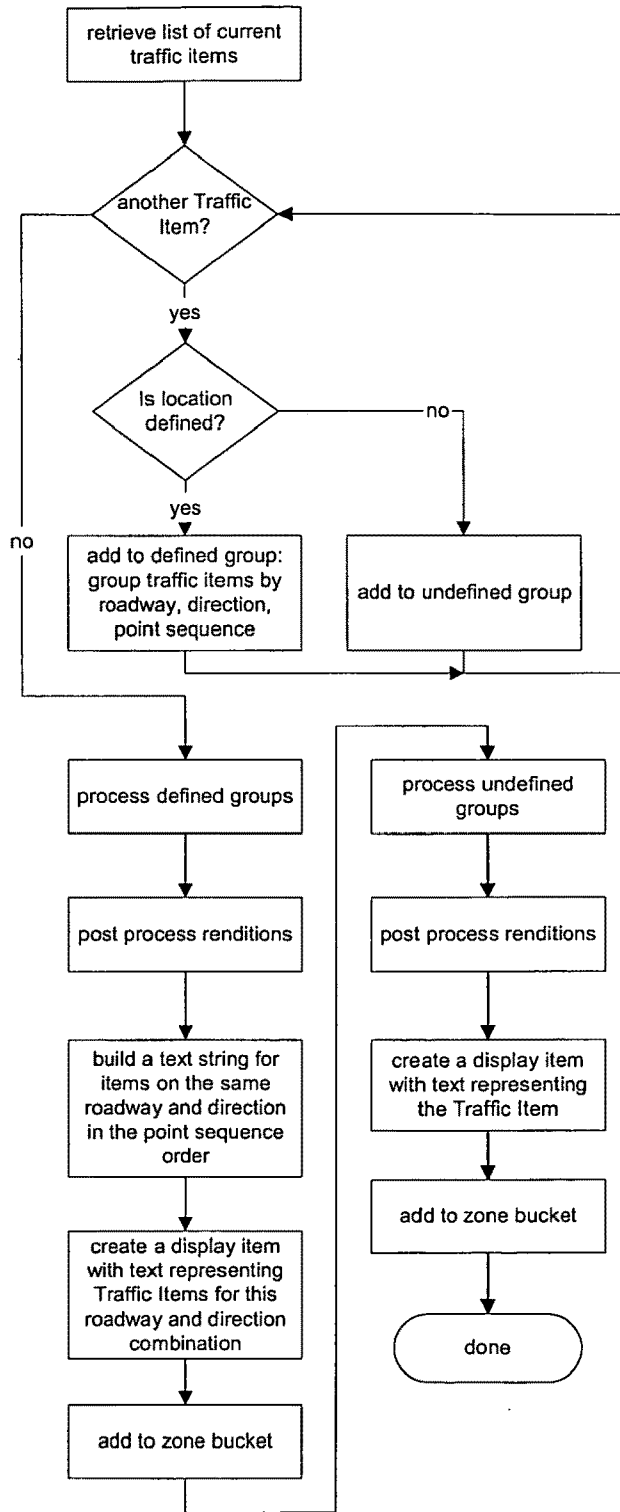 retrieve list of current
traffic items
another Traffic
Item?
yes
Is location
defined?
no
yes
no
add to defined group:
group traffic items by
roadway, direction,
point sequence
add to undefined group
process defined groups
post process renditions
build a text string for
items on the same
roadway and direction
in the point sequence
order
create a display item
with text representing
Traffic Items for this
roadway and direction
combination
add to zone bucket
process undefined
groups
post process renditions
create a display item
with text representing
the Traffic Item
add to zone bucket
done